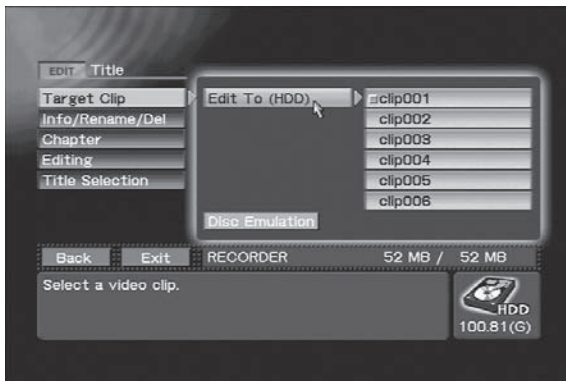 EDIT Title
Target Clip
Info/Rename/Del
Chapter
Editing
Title Selection
Edit To (HDD)
Disc Emulation
clip001
clip002
clip003
clip004
clip005
clip006
Back Exit RECORDER 52 MB / 52 MB
Select a video clip.
HDD
100.81(G)